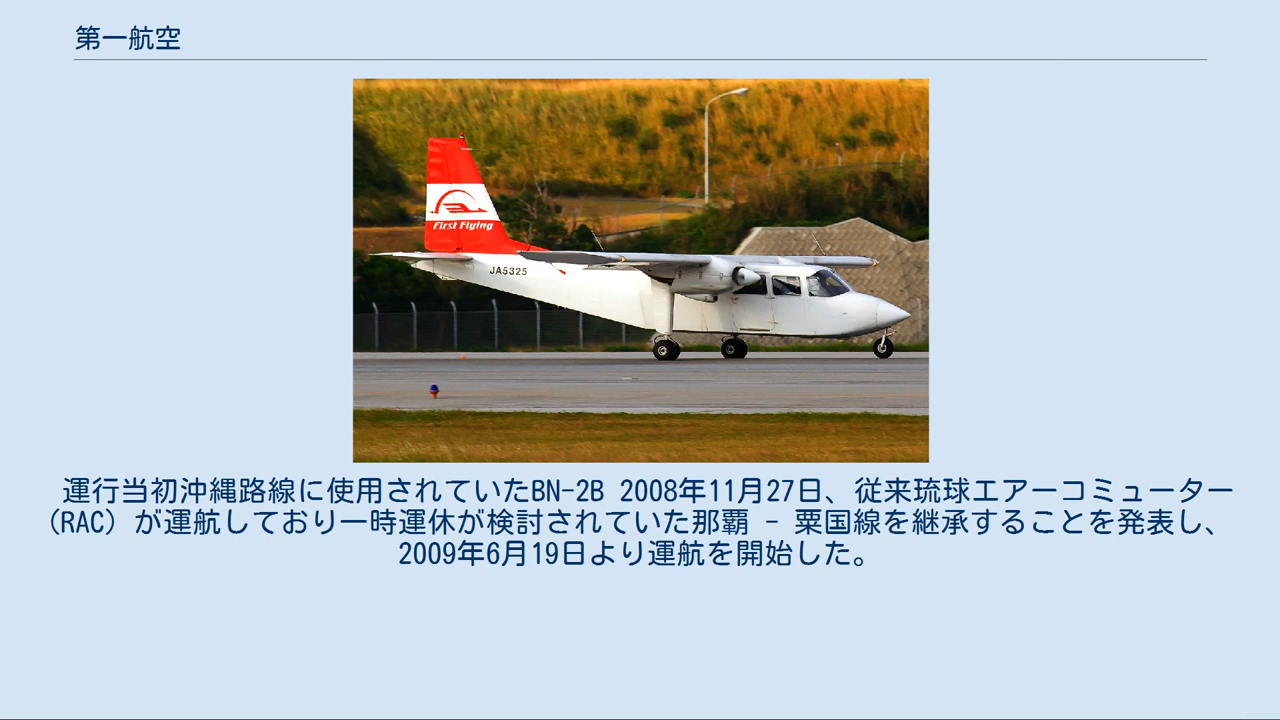 第一航空
First Flying
JA5325
運行当初沖縄路線に使用されていたBN-2B 2008年11月27日、従来琉球エアーコミューター
(RAC) が運航しており一時運休が検討されていた那覇 - 粟国線を継承することを発表し、
2009年6月19日より運航を開始した。